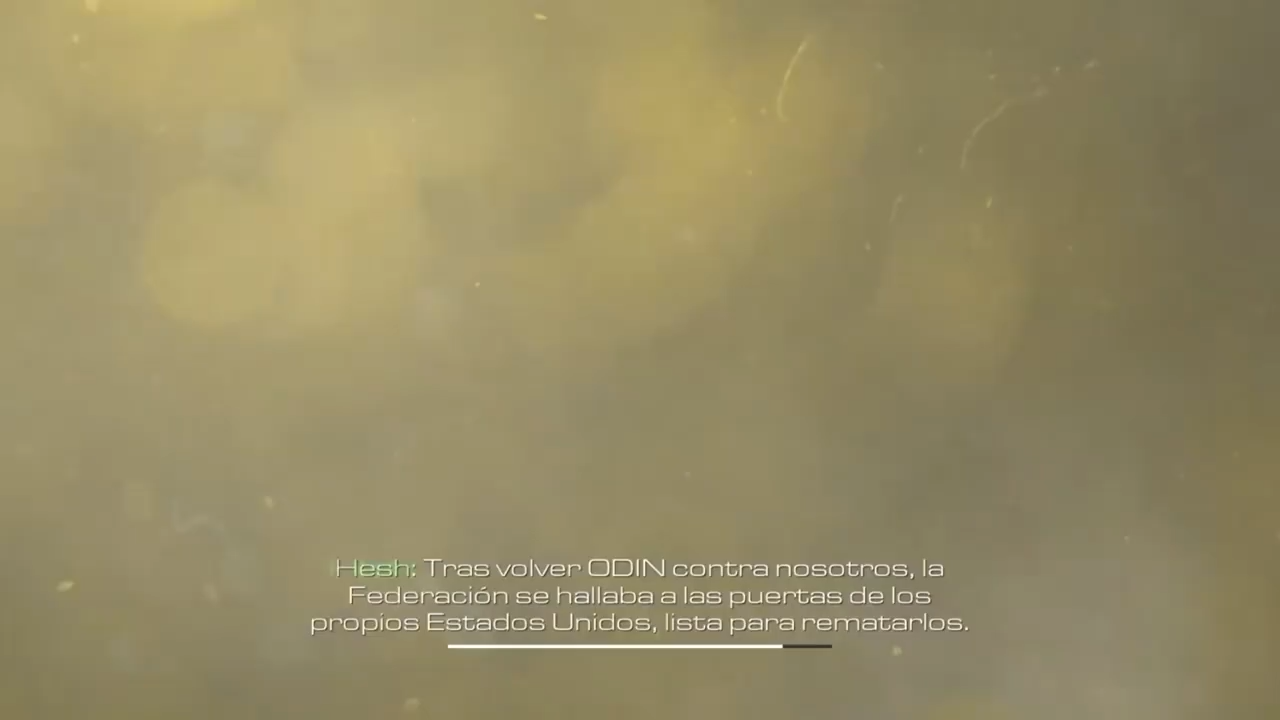 Hesh: Tras volver ODIN contra nosotros, la
Federación se hallaba a las puertas de los
propios Estados Unidos, lista para rematarlos.